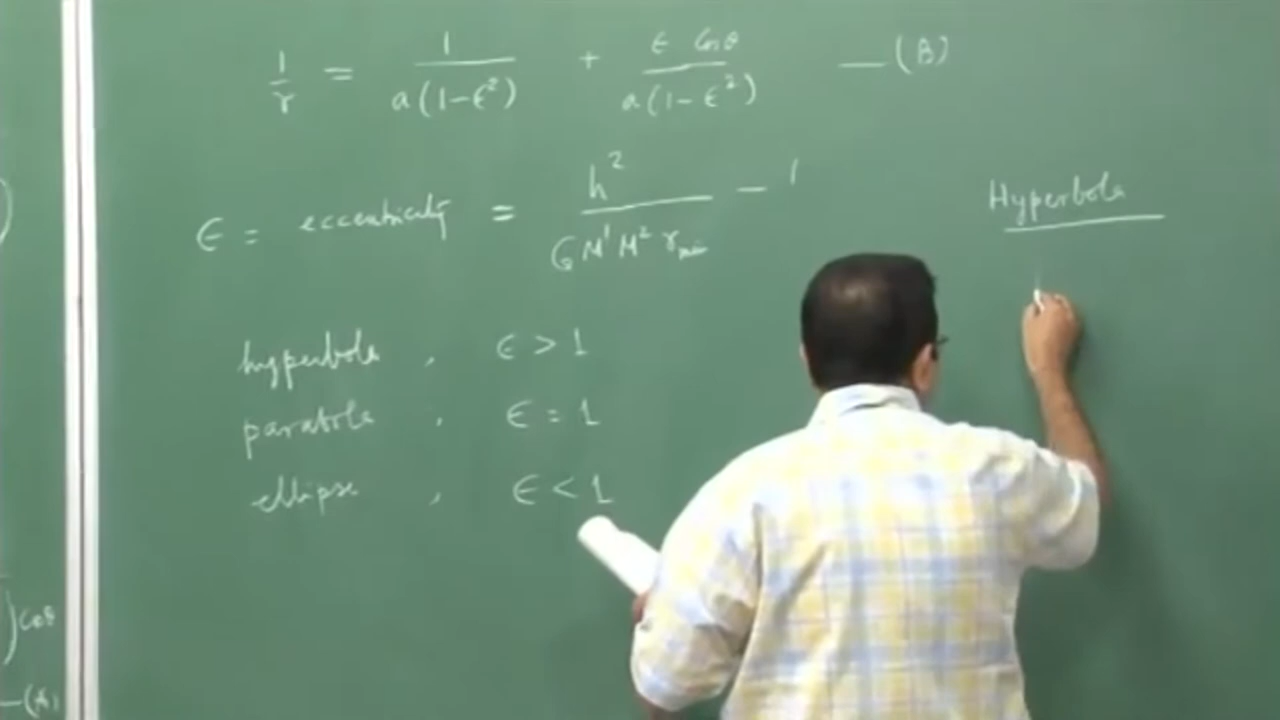 1/r = 1/a(1-ϵ²) + ϵ Cosθ/a(1-ϵ²) —(B)
ϵ = eccentricity = h²/G M' M² r_min - 1
hyperbola , ϵ > 1
parabola , ϵ = 1
ellipse , ϵ < 1
Hyperbola
)
)cosθ
—(A)